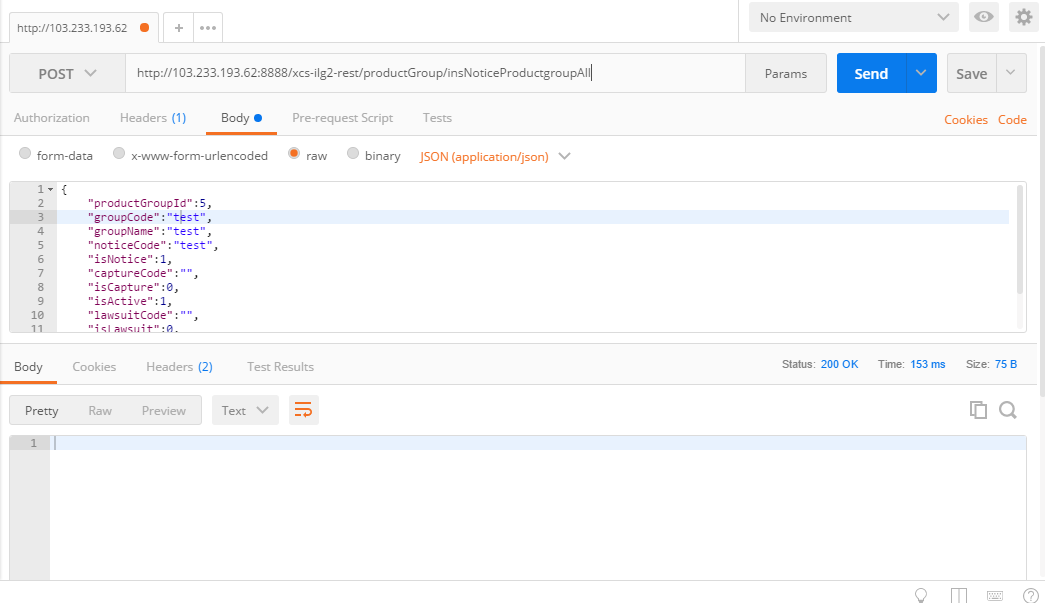 http://103.233.193.62
No Environment
POST
http://103.233.193.62:8888/xcs-ilg2-rest/productGroup/insNoticeProductgroupAll
Params
Send
Save
Authorization
Headers (1)
Body
Pre-request Script
Tests
Cookies
Code
form-data
x-www-form-urlencoded
raw
binary
JSON (application/json)
1 {
2 "productGroupId":5,
3 "groupCode":"test",
4 "groupName":"test",
5 "noticeCode":"test",
6 "isNotice":1,
7 "captureCode":"",
8 "isCapture":0,
9 "isActive":1,
10 "lawsuitCode":"",
11 "isLawsuit":0,
Body
Cookies
Headers (2)
Test Results
Status: 200 OK
Time: 153 ms
Size: 75 B
Pretty
Raw
Preview
Text
1